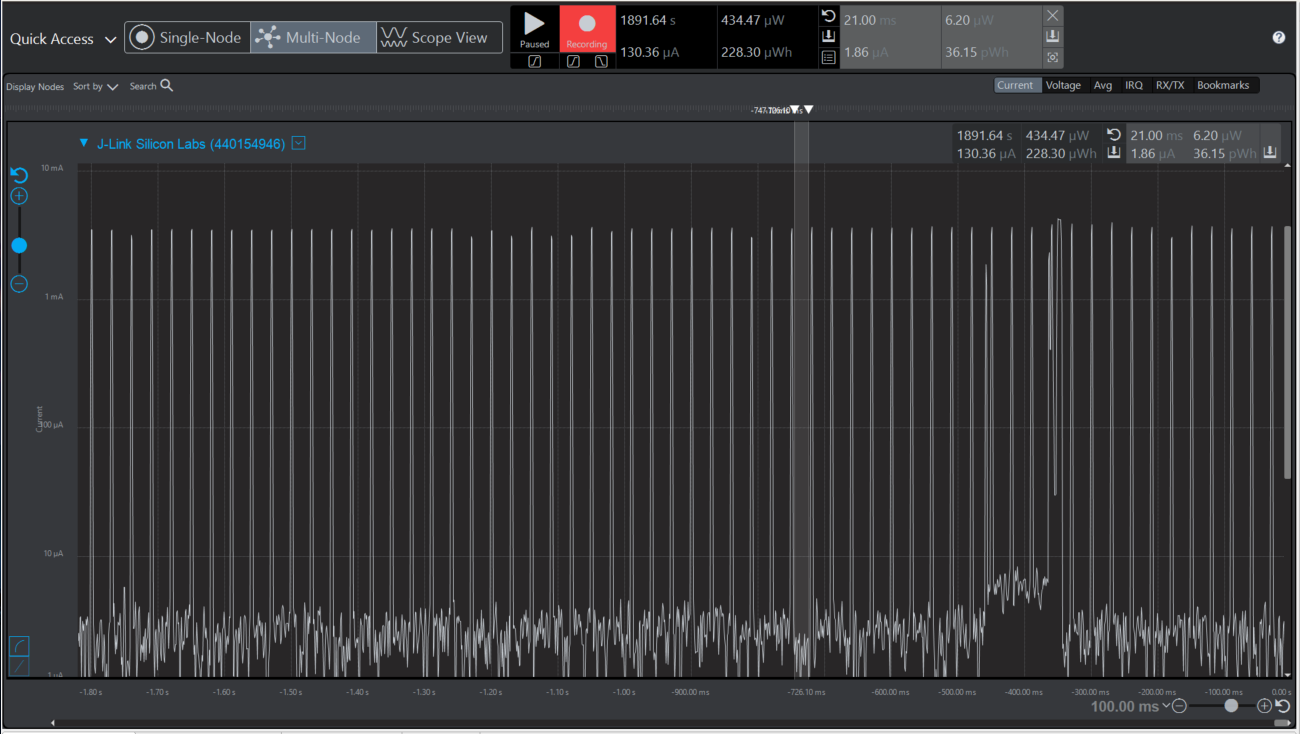 Quick Access
Single-Node
Multi-Node
Scope View
Paused
Recording
1891.64 s
434.47 µW
130.36 µA
228.30 µWh
21.00 ms
6.20 µW
1.86 µA
36.15 pWh
?
Display Nodes
Sort by
Search
Current
Voltage
Avg
IRQ
RX/TX
Bookmarks
J-Link Silicon Labs (440154946)
1891.64 s
434.47 µW
21.00 ms
6.20 µW
130.36 µA
228.30 µWh
1.86 µA
36.15 pWh
10 mA
1 mA
Current
100 µA
10 µA
1 µA
-1.80 s
-1.70 s
-1.60 s
-1.50 s
-1.40 s
-1.30 s
-1.20 s
-1.10 s
-1.00 s
-900.00 ms
-726.10 ms
-600.00 ms
-500.00 ms
-400.00 ms
-300.00 ms
-200.00 ms
-100.00 ms
0.00 s
100.00 ms